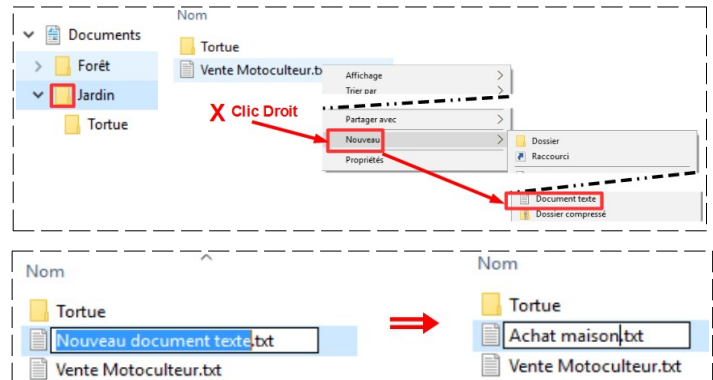 Nom
Documents
Forêt
Jardin
Tortue
Tortue
Vente Motoculteur.t
X Clic Droit
Affichage
Trier par
Partager avec
Nouveau
Propriétés
Dossier
Raccourci
Document texte
Dossier compressé
Nom
Tortue
Nouveau document texte.txt
Vente Motoculteur.txt
Nom
Tortue
Achat maison.txt
Vente Motoculteur.txt